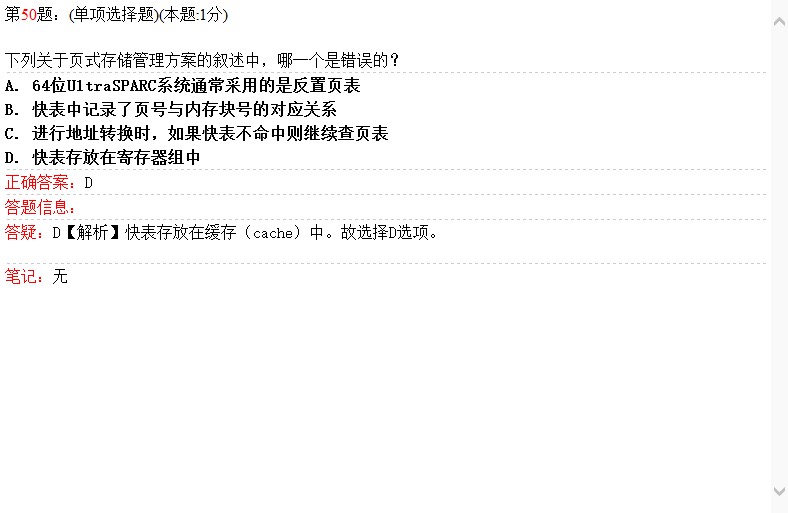 第50题：(单项选择题)(本题:1分)
下列关于页式存储管理方案的叙述中，哪一个是错误的？
A. 64位UltraSPARC系统通常采用的是反置页表
B. 快表中记录了页号与内存块号的对应关系
C. 进行地址转换时，如果快表不命中则继续查页表
D. 快表存放在寄存器组中
正确答案：D
答题信息：
答疑：D【解析】快表存放在缓存（cache）中。故选择D选项。
笔记：无